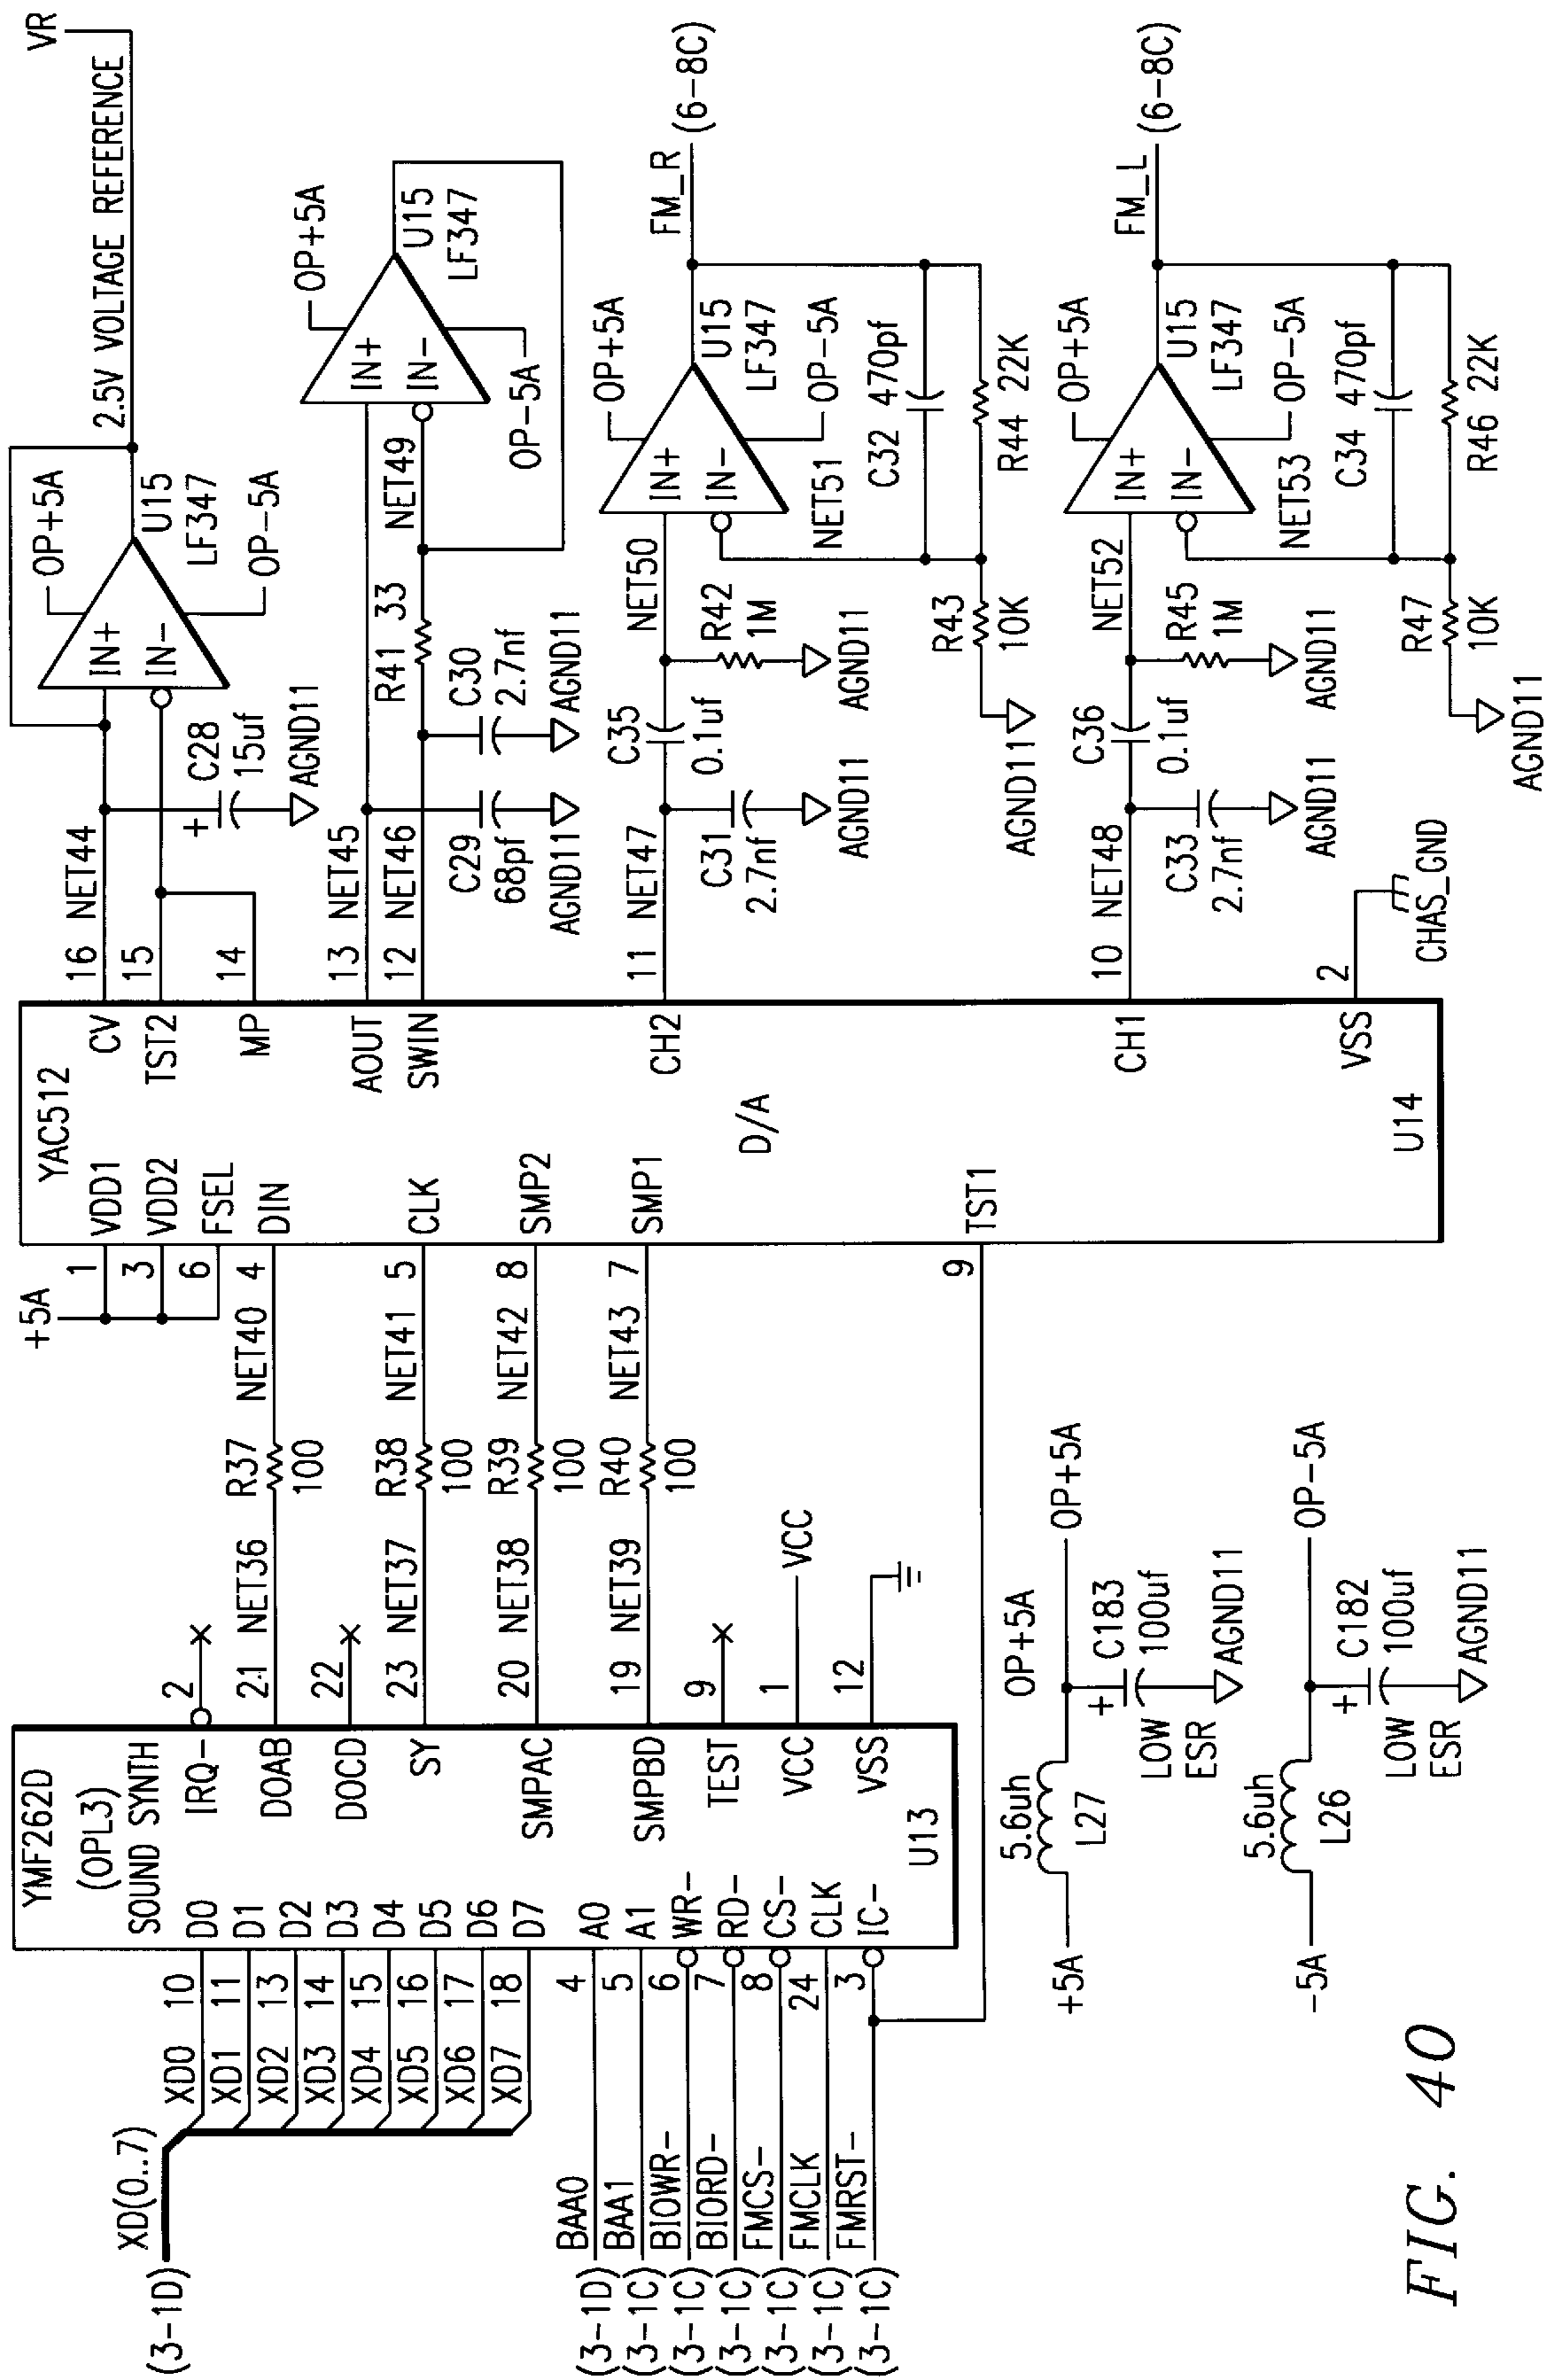 XD(0..7)
(3-1D)
XD0 10
XD1 11
XD2 13
XD3 14
XD4 15
XD5 16
XD6 17
XD7 18
(3-1D) BAA0 4
(3-1C) BAA1 5
(3-1C) BIOWR- 6
(3-1C) BIORD- 7
(3-1C) FMCS- 8
(3-1C) FMCLK 24
(3-1C) FMRST- 3
YMF262D
(OPL3)
SOUND SYNTH
D0
D1
D2
D3
D4
D5
D6
D7
A0
A1
WR-
RD-
CS-
CLK
IC-
IRQ-
DOAB
DOCD
SY
SMPAC
SMPBD
TEST
VCC
VSS
U13
2
21 NET36
22
23 NET37
20 NET38
19 NET39
9
1
VCC
12
R37
100
R38
100
R39
100
R40
100
NET40 4
NET41 5
NET42 8
NET43 7
+5A
1
3
6
9
YAC512
VDD1
VDD2
FSEL
DIN
CLK
SMP2
SMP1
TST1
D/A
CV
TST2
MP
AOUT
SWIN
CH2
CH1
VSS
U14
16 NET44
15
14
13 NET45
12 NET46
11 NET47
10 NET48
2
CHAS_GND
+ C28
15uf
AGND11
IN+
IN-
OP+5A
U15
LF347
OP-5A
2.5V VOLTAGE REFERENCE
VR
C29
68pf
AGND11
C30
2.7nf
AGND11
R41 33
NET49
IN+
IN-
OP+5A
U15
LF347
OP-5A
C31
2.7nf
AGND11
C35
0.1uf
R42
1M
AGND11
NET50
IN+
IN-
OP+5A
U15
LF347
OP-5A
NET51
C32 470pf
R43
10K
AGND11
R44 22K
FM_R
(6-8C)
C33
2.7nf
AGND11
C36
0.1uf
R45
1M
AGND11
NET52
IN+
IN-
OP+5A
U15
LF347
OP-5A
NET53
C34 470pf
R47
10K
AGND11
R46 22K
FM_L
(6-8C)
+5A
5.6uh
L27
OP+5A
OP+5A
+ C183
100uf
LOW
ESR
AGND11
-5A
5.6uh
L26
OP-5A
+ C182
100uf
LOW
ESR
AGND11
FIG. 40